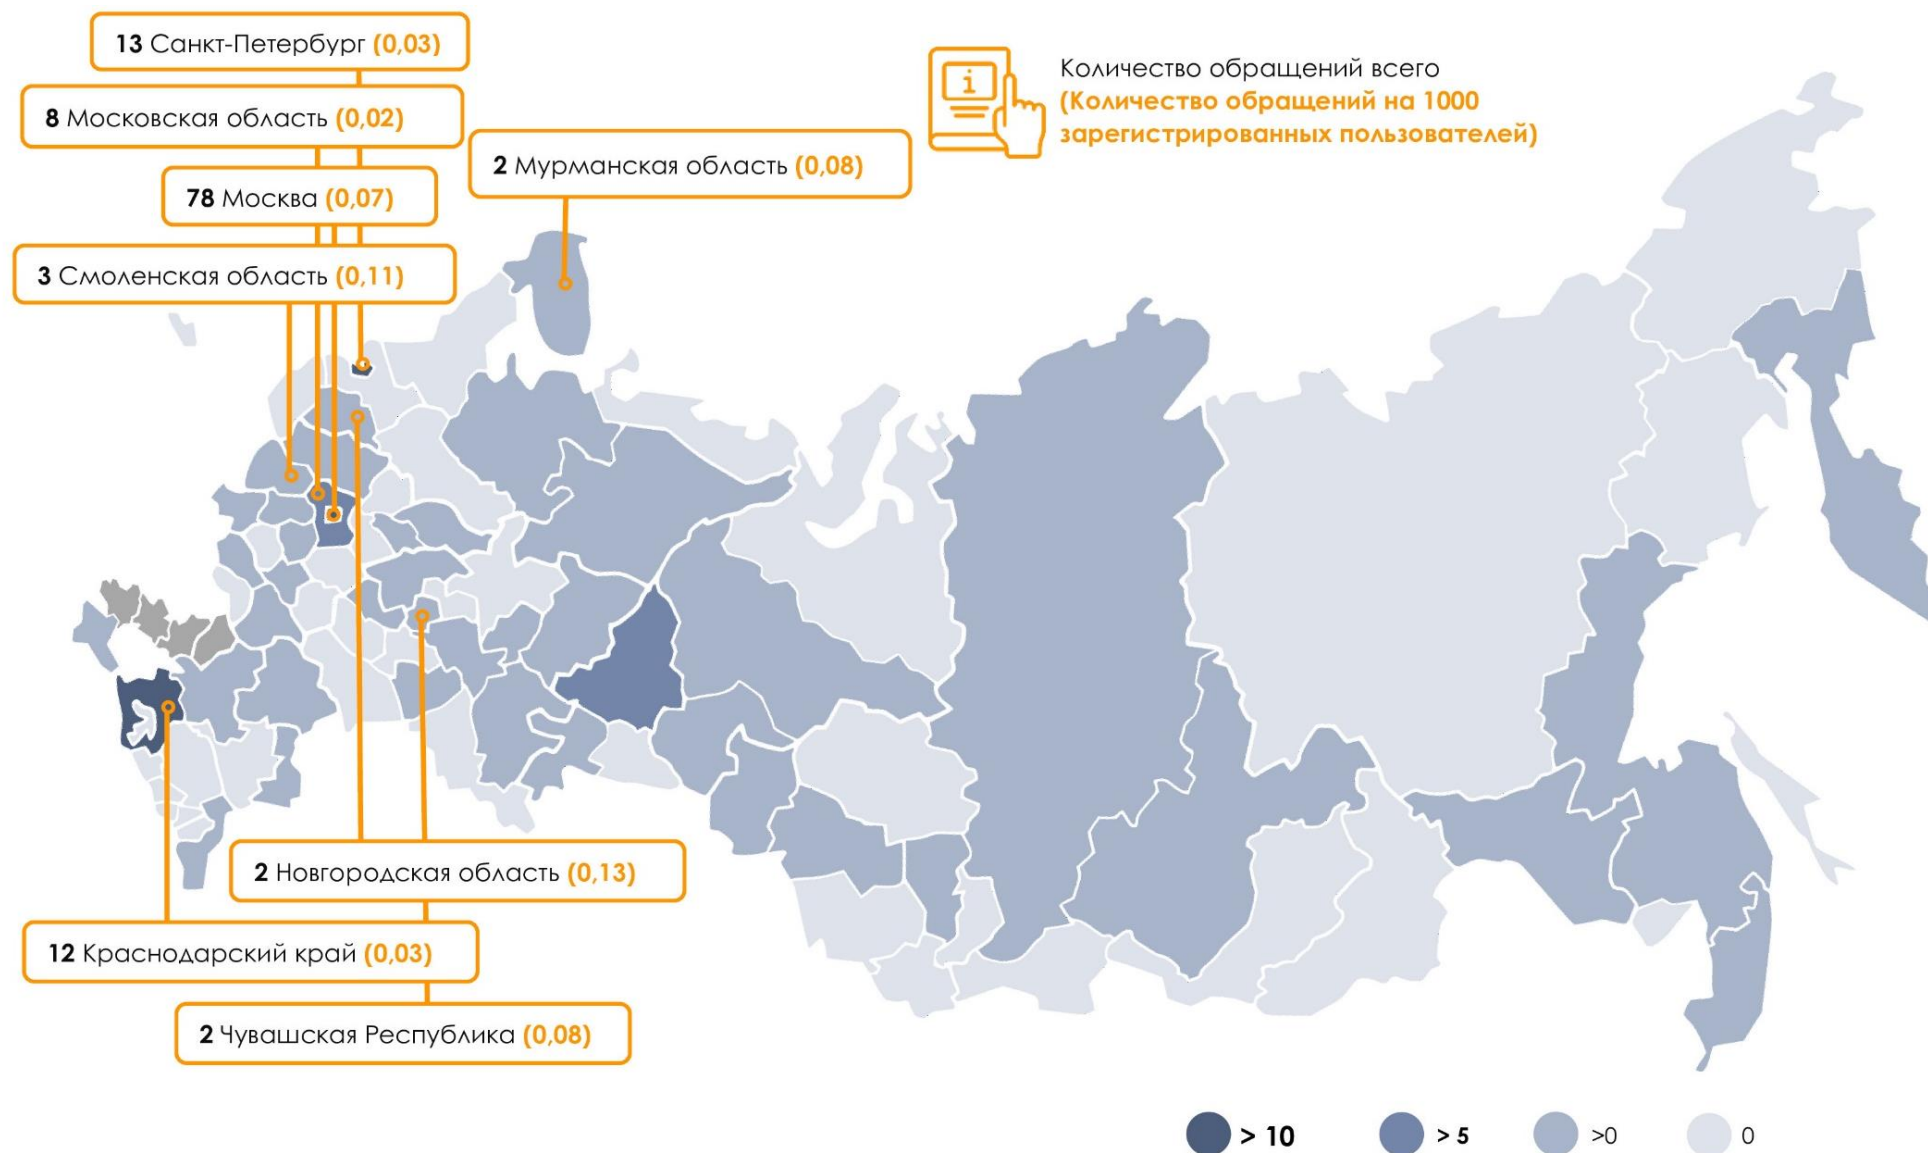 13 Санкт-Петербург (0,03)
8 Московская область (0,02)
78 Москва (0,07)
3 Смоленская область (0,11)
2 Мурманская область (0,08)
i
Количество обращений всего
(Количество обращений на 1000
зарегистрированных пользователей)
2 Новгородская область (0,13)
12 Краснодарский край (0,03)
2 Чувашская Республика (0,08)
> 10
> 5
>0
0